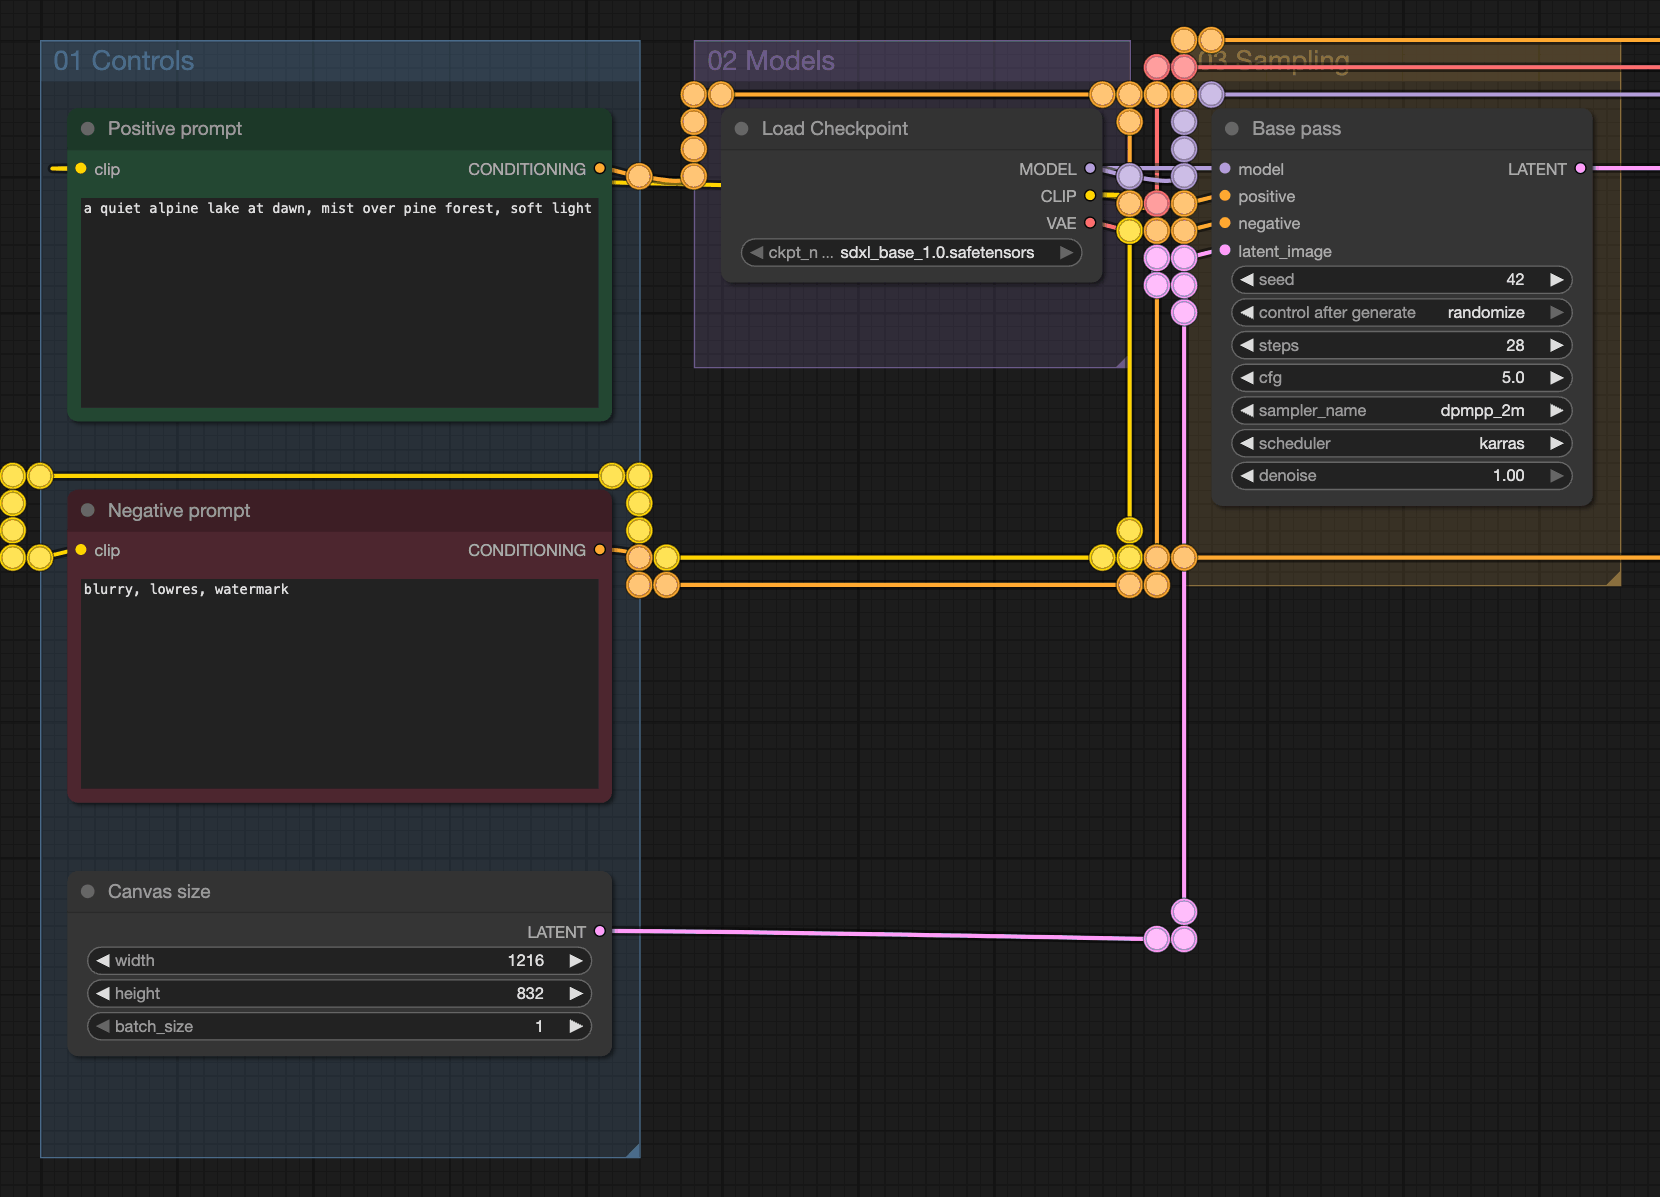 01 Controls
Positive prompt
clip
CONDITIONING
a quiet alpine lake at dawn, mist over pine forest, soft light
Negative prompt
clip
CONDITIONING
blurry, lowres, watermark
Canvas size
LATENT
width 1216
height 832
batch_size 1
02 Models
Load Checkpoint
MODEL
CLIP
VAE
ckpt_n ... sdxl_base_1.0.safetensors
03 Sampling
Base pass
model
LATENT
positive
negative
latent_image
seed 42
control after generate randomize
steps 28
cfg 5.0
sampler_name dpmpp_2m
scheduler karras
denoise 1.00